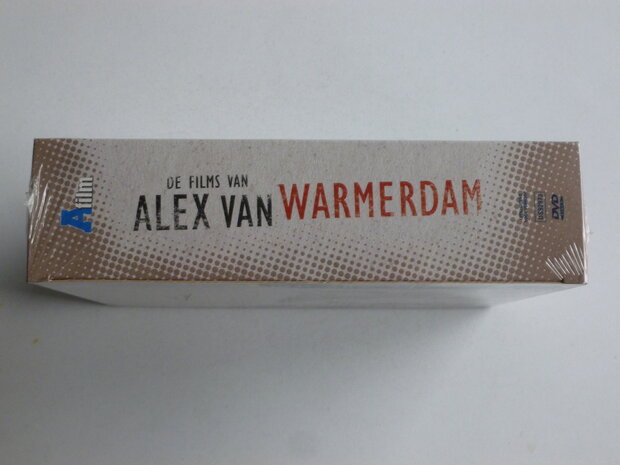 A film
DE FILMS VAN
ALEX VAN WARMERDAM
DVD